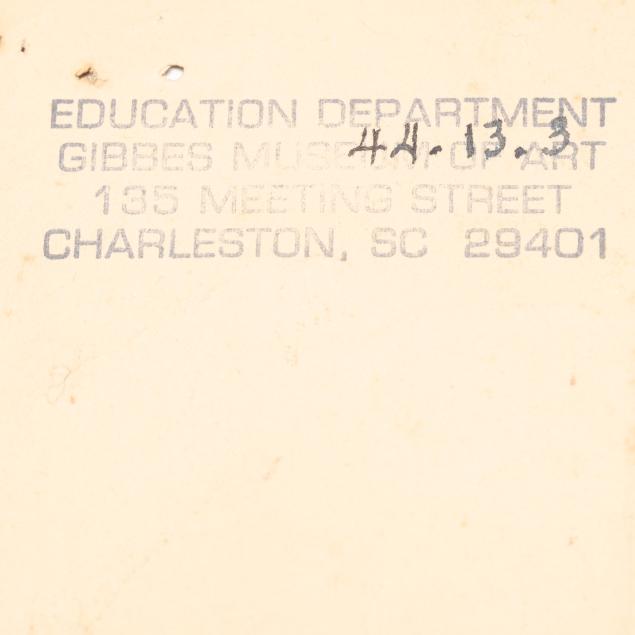 EDUCATION DEPARTMENT
44.13.3
GIBBES MUSEUM OF ART
135 MEETING STREET
CHARLESTON, SC 29401